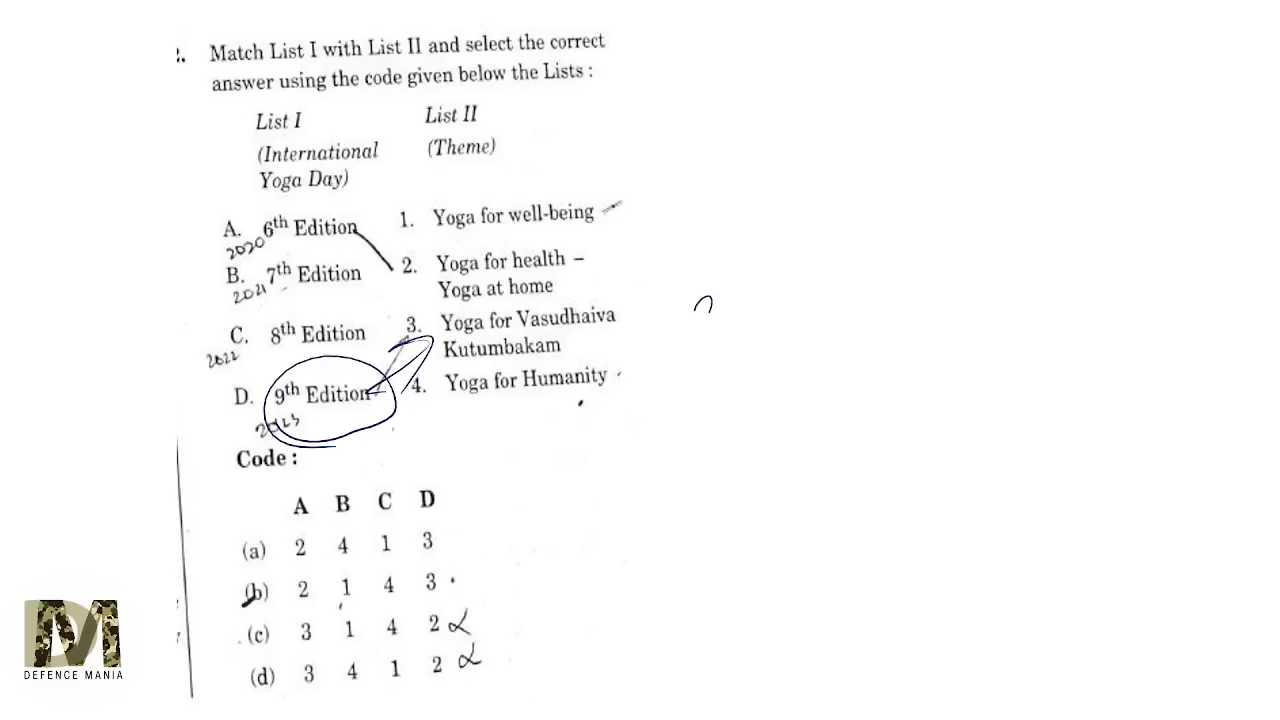 2. Match List I with List II and select the correct
answer using the code given below the Lists :
List I List II
(International (Theme)
Yoga Day)
A. 6th Edition 1. Yoga for well-being
2020
B. 7th Edition 2. Yoga for health –
2021 Yoga at home
C. 8th Edition 3. Yoga for Vasudhaiva
2022 Kutumbakam
D. 9th Edition 4. Yoga for Humanity
2023
Code :
A B C D
(a) 2 4 1 3
(b) 2 1 4 3
(c) 3 1 4 2
(d) 3 4 1 2
DM
DEFENCE MANIA